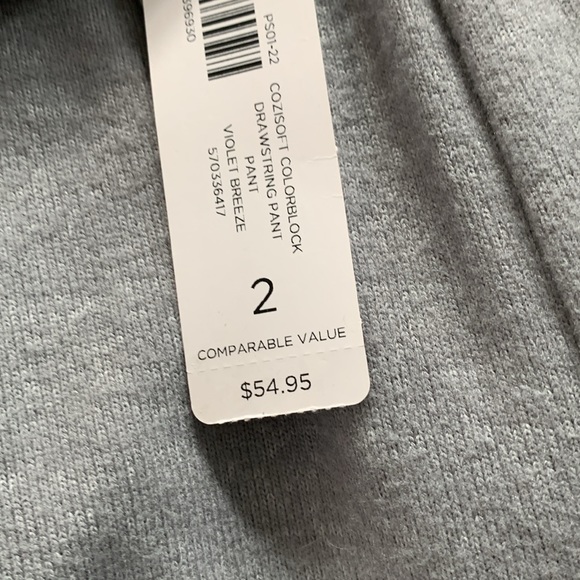 PS01-22
COZISOFT COLORBLOCK
DRAWSTRING PANT
PANT
VIOLET BREEZE
570336417
2
COMPARABLE VALUE
$54.95